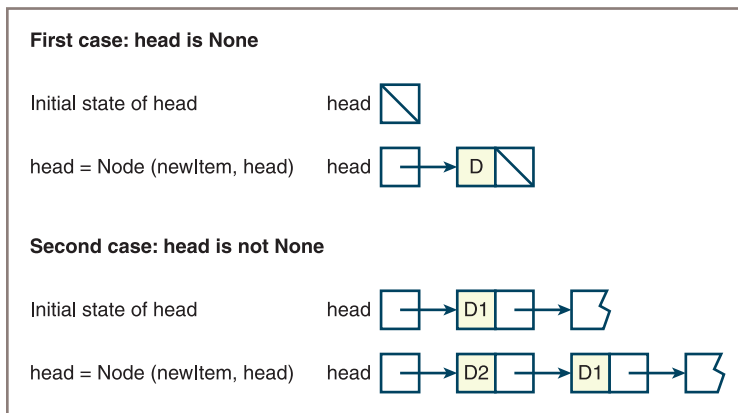 First case: head is None
Initial state of head head
head = Node (newItem, head) head D
Second case: head is not None
Initial state of head head D1
head = Node (newItem, head) head D2 D1